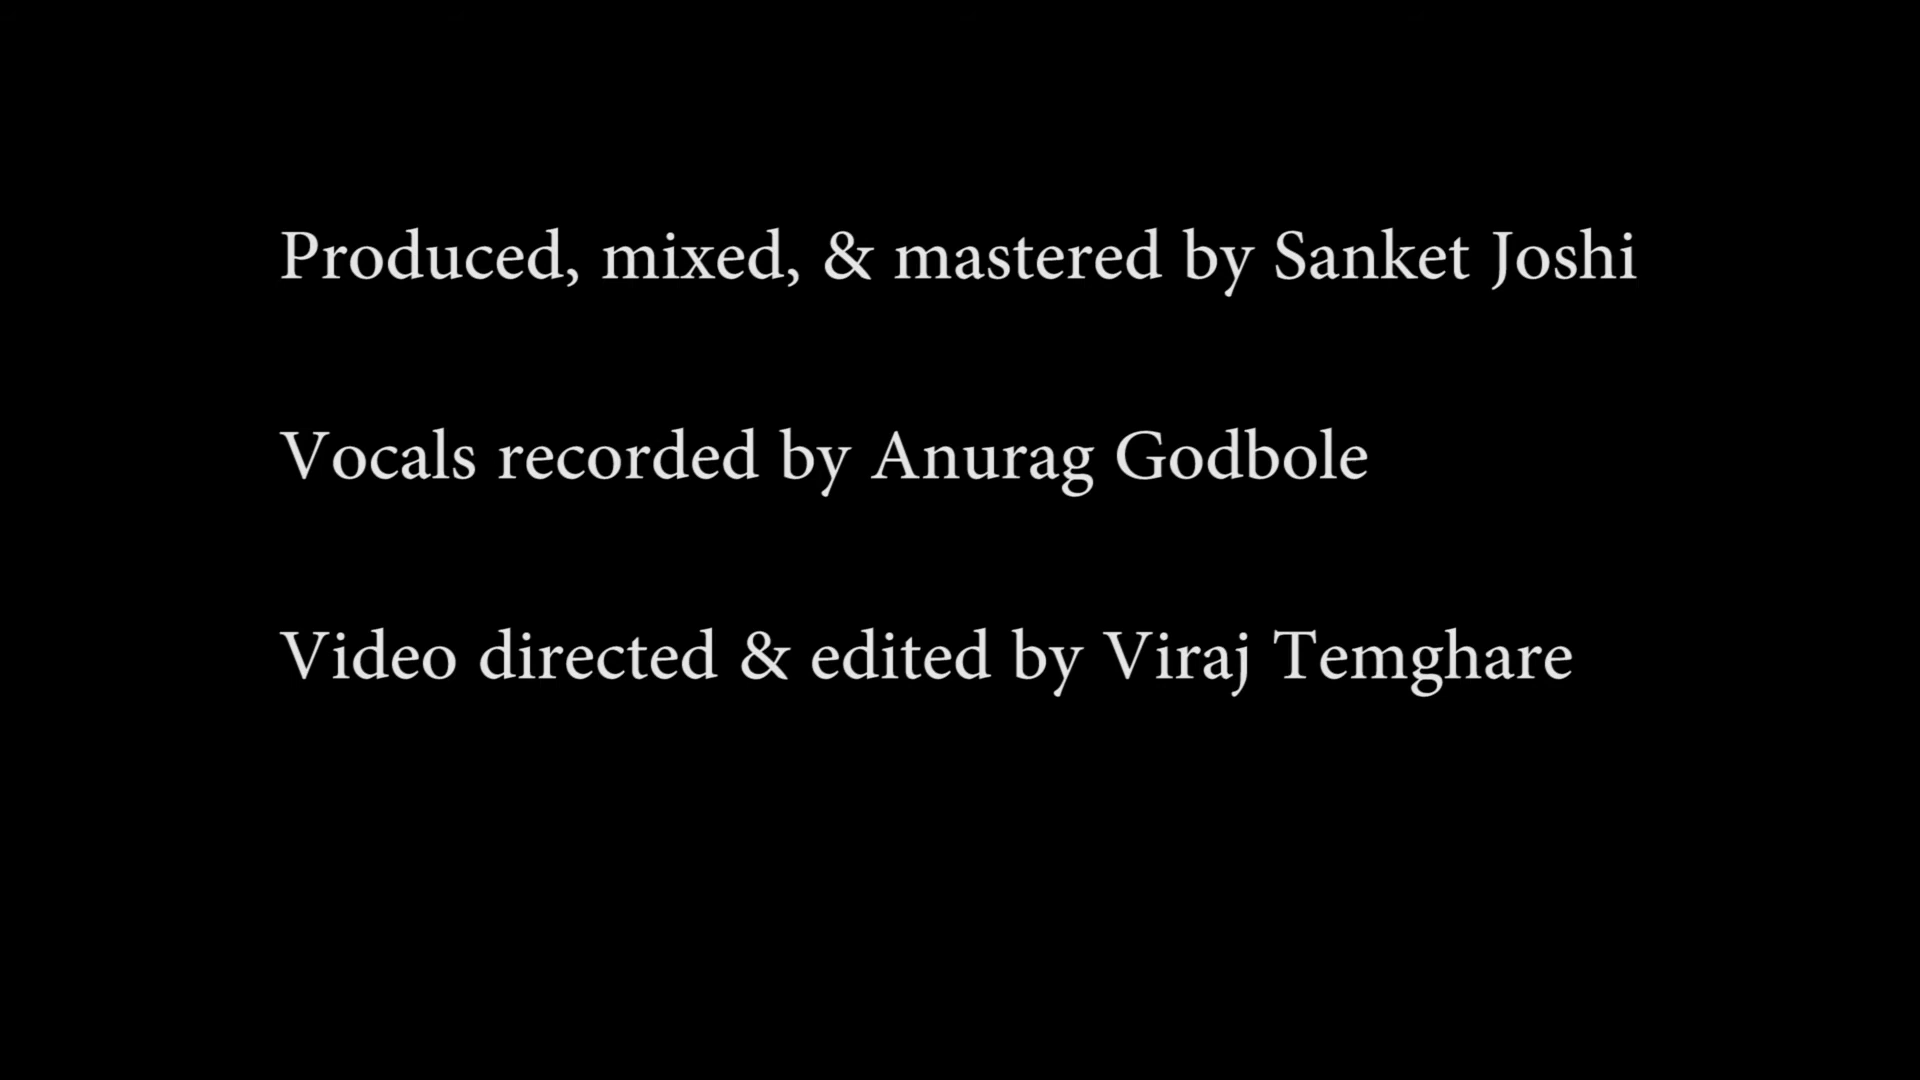 Produced, mixed, & mastered by Sanket Joshi
Vocals recorded by Anurag Godbole
Video directed & edited by Viraj Temghare